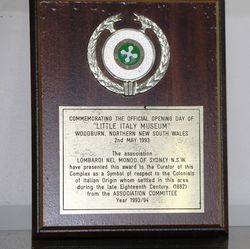 COMMEMORATING THE OFFICIAL OPENING DAY OF
"LITTLE ITALY MUSEUM"
WOODBURN, NORTHERN NEW SOUTH WALES
2nd MAY 1993
The association
LOMBARDI NEL MONDO OF SYDNEY N.S.W.
have presented this award to the Curator of this
Complex as a Symbol of respect to the Colonials
of Italian Origin whom settled in this area
during the late Eighteenth Century. (1882)
from the ASSOCIATION COMMITTEE
Year 1993/94